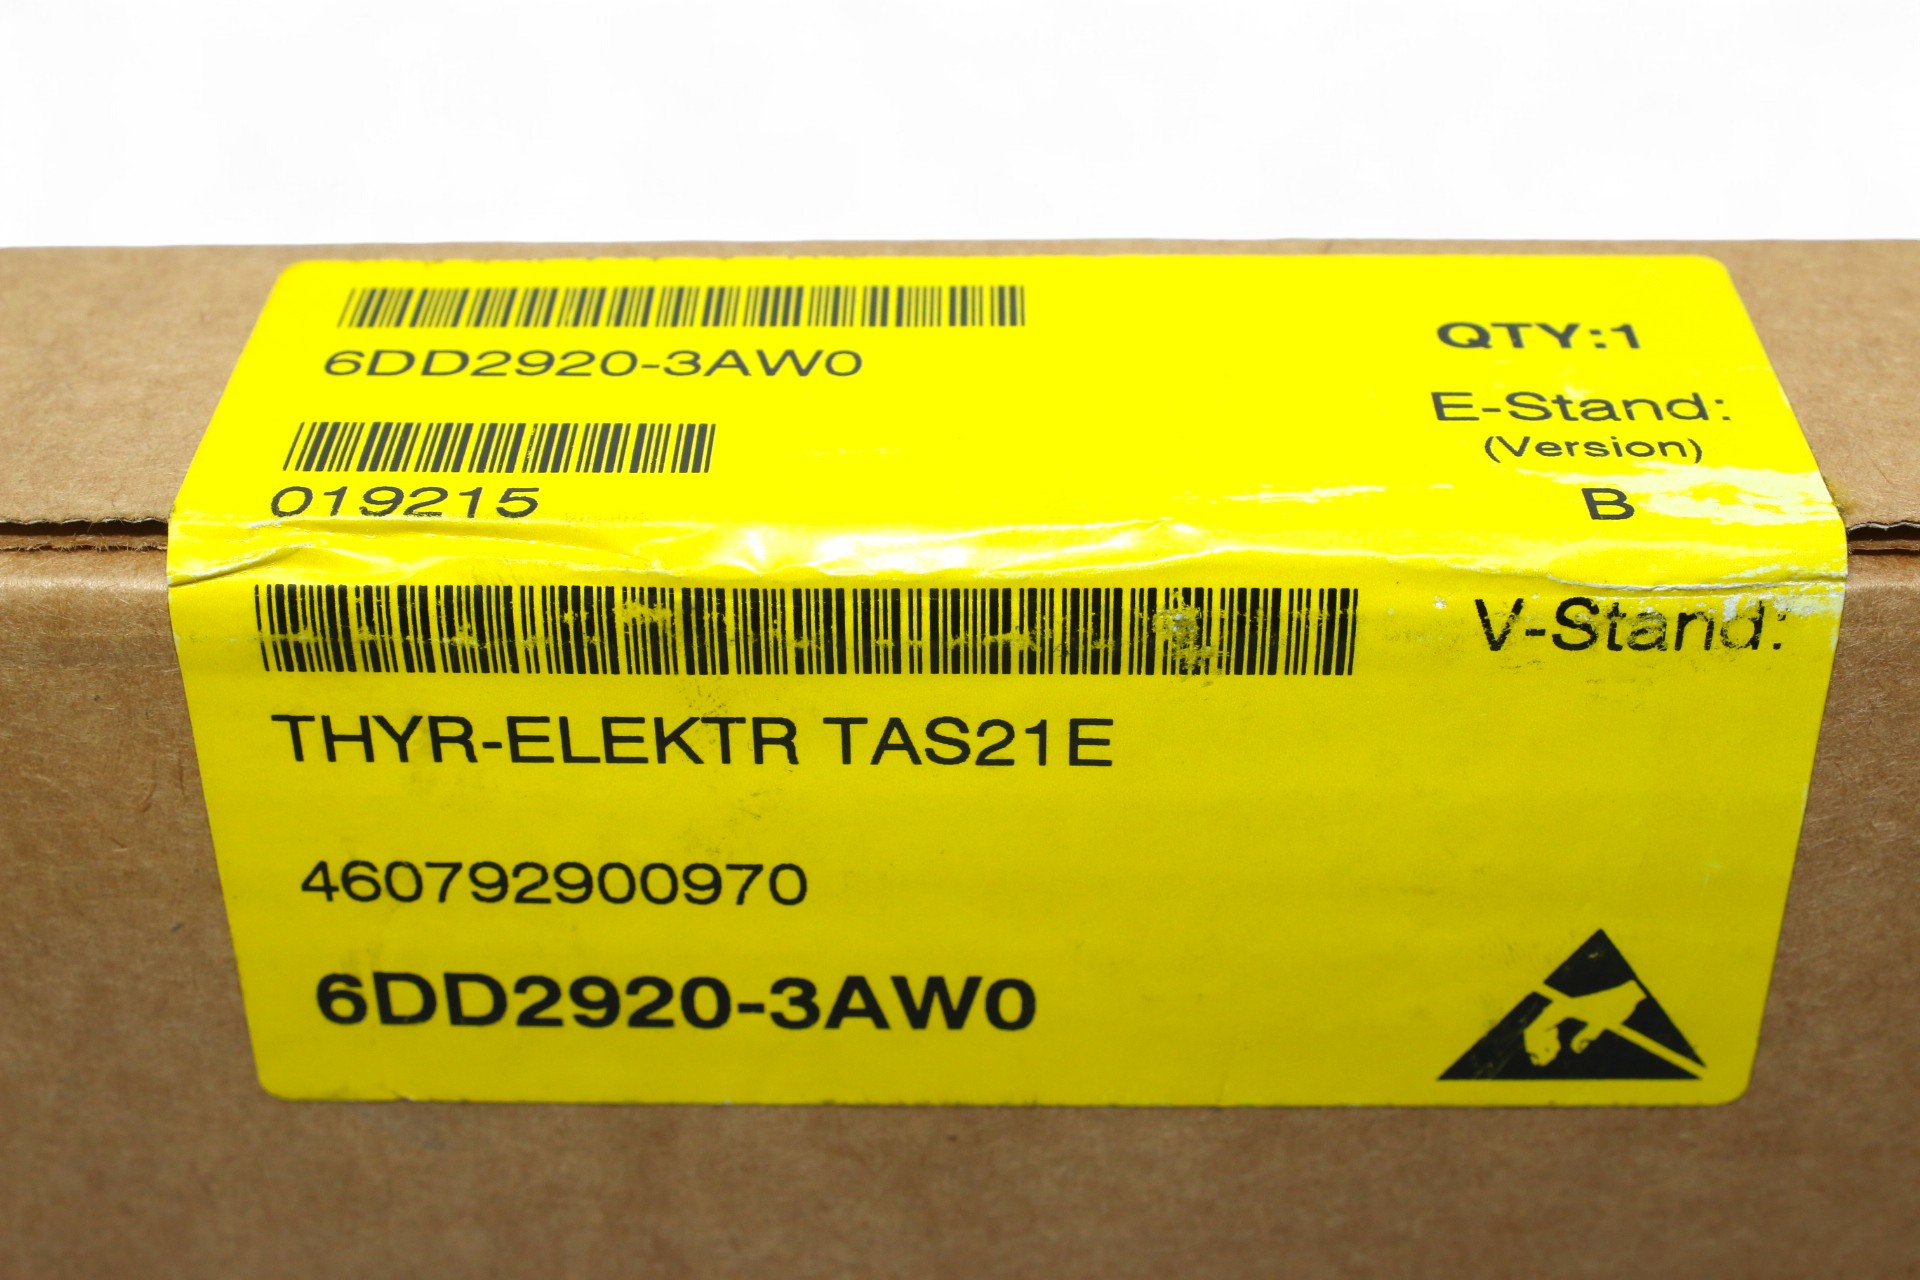 6DD2920-3AW0
QTY:1
E-Stand:
(Version)
019215
B
V-Stand:
THYR-ELEKTR TAS21E
460792900970
6DD2920-3AW0